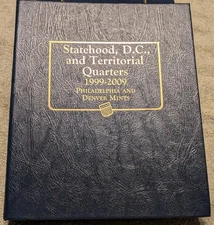 Statehood, D.C.,
and Territorial
Quarters
1999-2009
Philadelphia and
Denver Mints